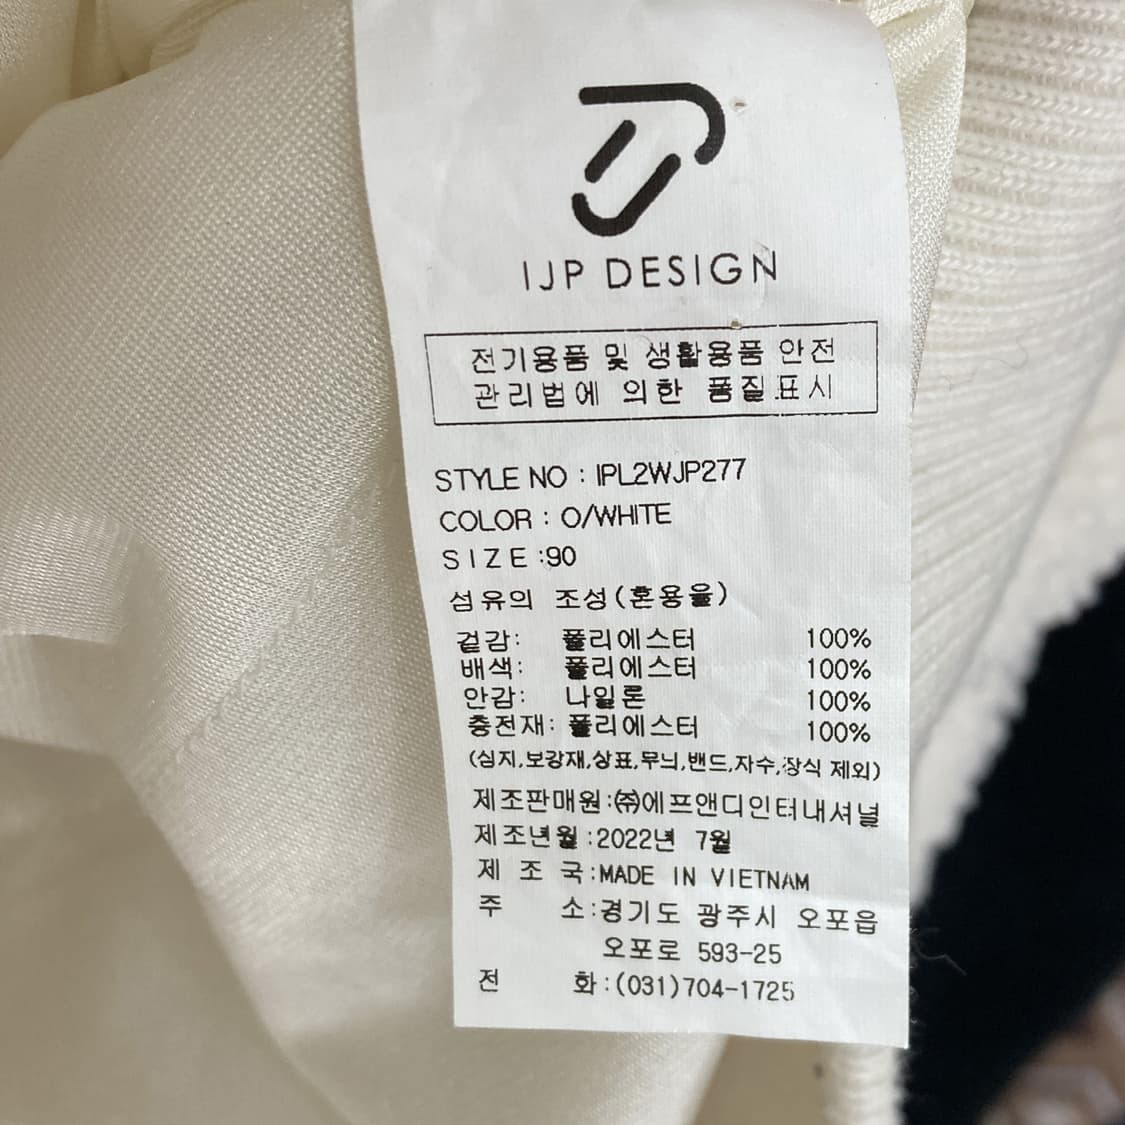 IJP DESIGN
전기용품 및 생활용품 안전
관리법에 의한 품질표시
STYLE NO : IPL2WJP277
COLOR : O/WHITE
SIZE :90
섬유의 조성(혼용율)
겉감: 폴리에스터 100%
배색: 폴리에스터 100%
안감: 나일론 100%
충전재: 폴리에스터 100%
(심지,보강재,상표,무늬,밴드,자수,장식 제외)
제조판매원:㈜에프앤디인터내셔널
제조년월:2022년 7월
제 조 국:MADE IN VIETNAM
주 소:경기도 광주시 오포읍
오포로 593-25
전 화:(031)704-1725